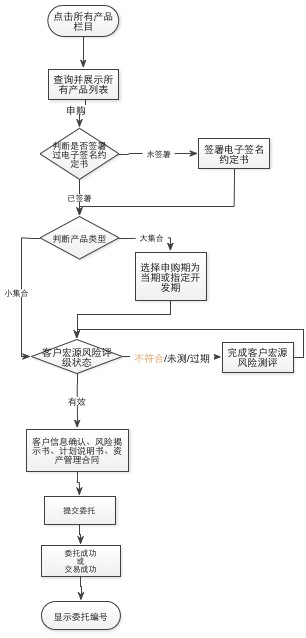 点击所有产品
栏目
查询并展示所
有产品列表
申购
判断是否签署
过电子签名约
定书
未签署
签署电子签名
约定书
已签署
判断产品类型
大集合
选择申购期为
当期或指定开
发期
小集合
客户宏源风险评
级状态
不符合/未测/过期
完成客户宏源
风险测评
有效
客户信息确认、风险揭
示书、计划说明书、资
产管理合同
提交委托
委托成功
或
交易成功
显示委托编号